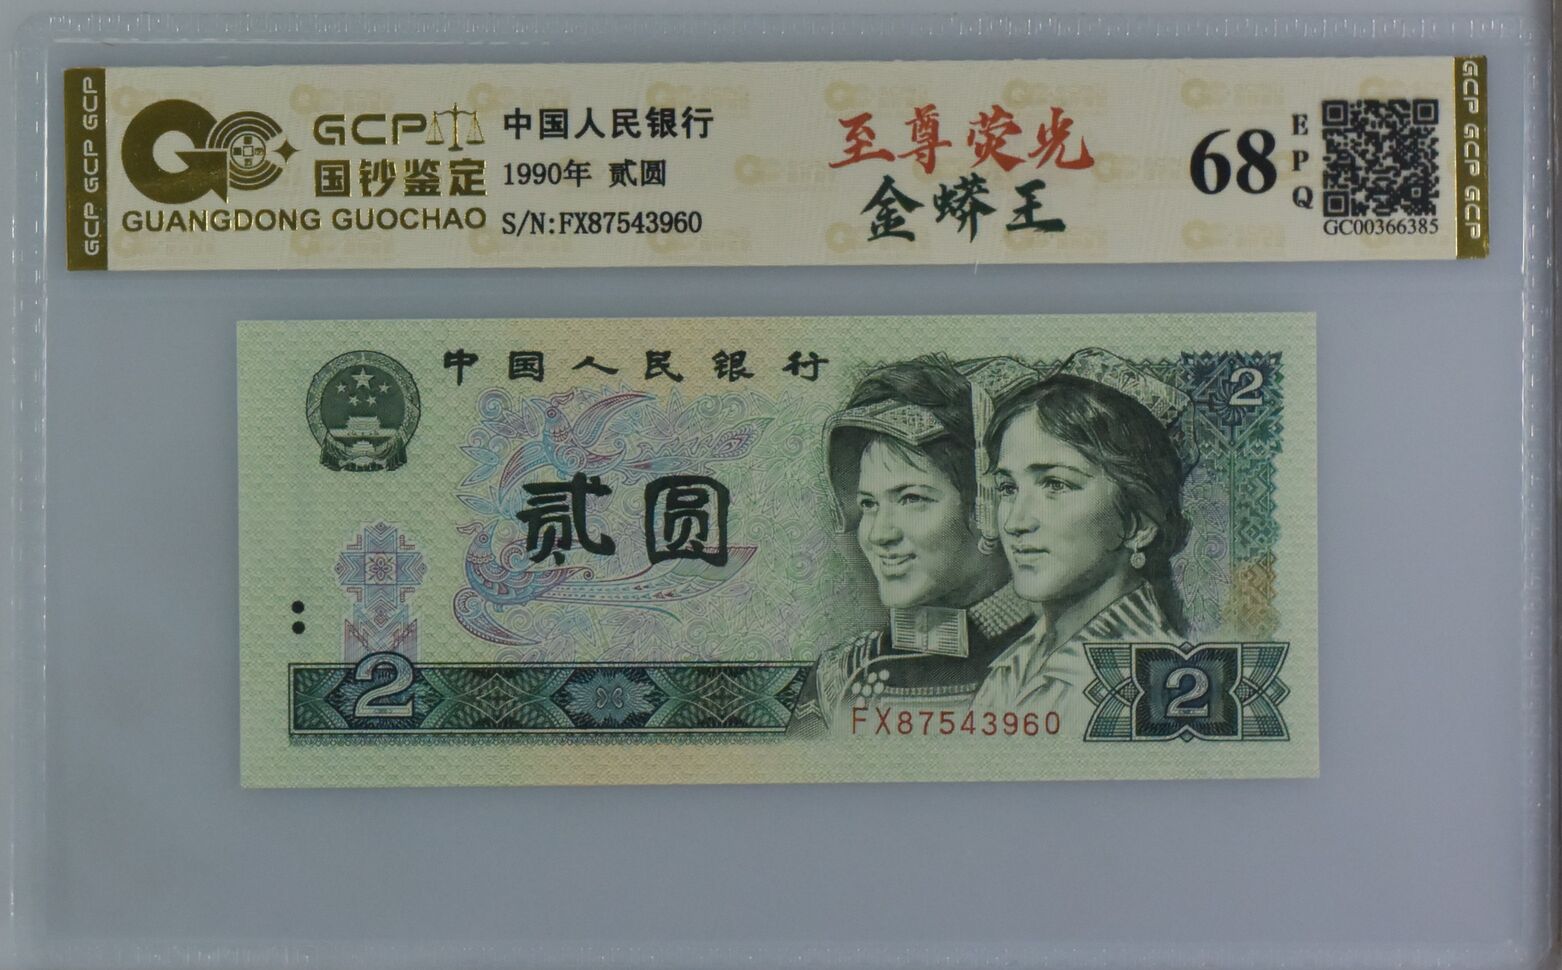 GCP GCP GCP
GCP
国钞鉴定
GUANGDONG GUOCHAO
中国人民银行
1990年 贰圆
S/N:FX87543960
至尊荧光
金蟒王
68
EPQ
GC00366385
GCP GCP GCP
中国人民银行
2
贰圆
2
FX87543960
2